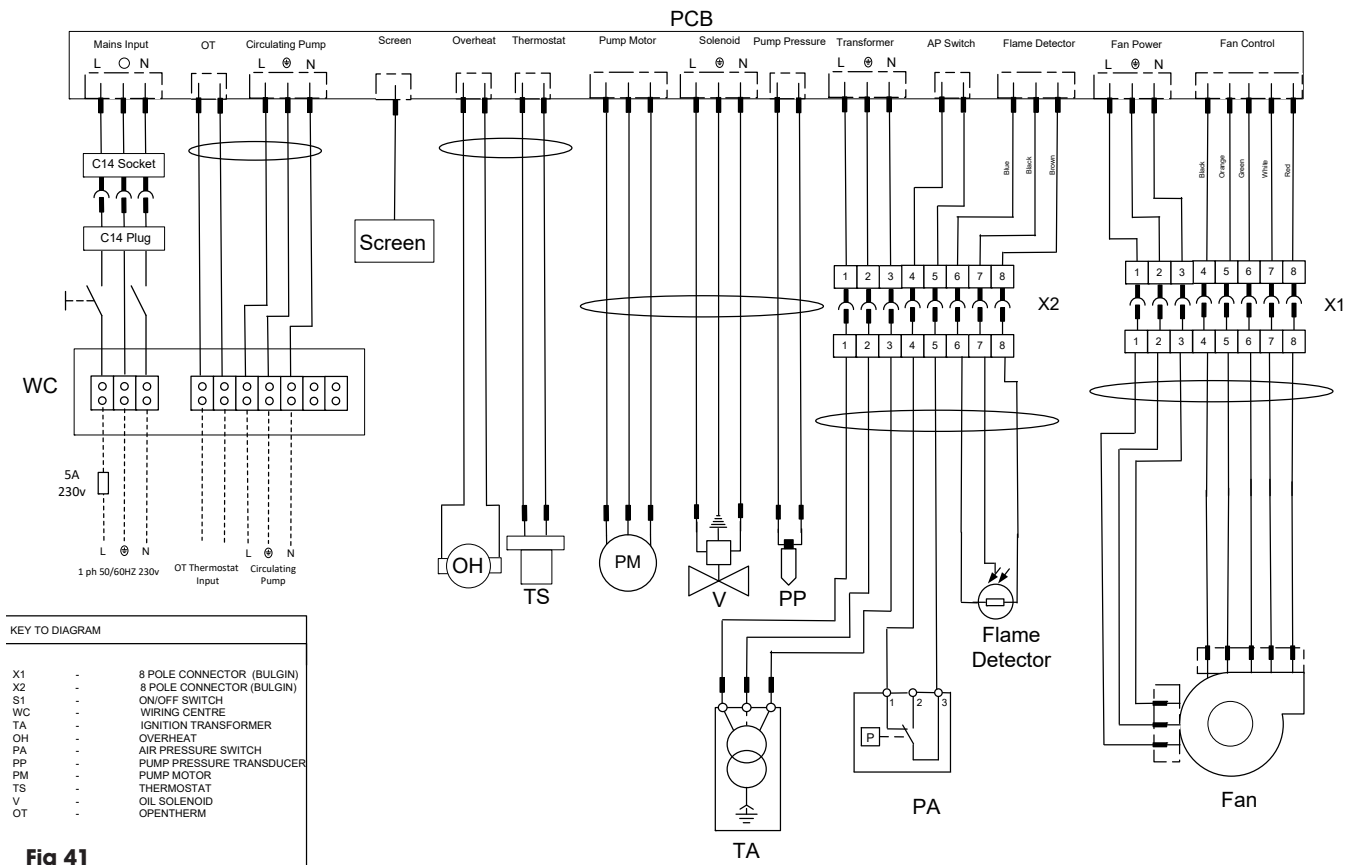 PCB
Mains Input OT Circulating Pump Screen Overheat Thermostat Pump Motor Solenoid Pump Pressure Transformer AP Switch Flame Detector Fan Power Fan Control
L N L N L N L N L N
C14 Socket
C14 Plug
Screen
Blue
Black
Brown
Black
Orange
Green
White
Red
1 2 3 4 5 6 7 8
X2
1 2 3 4 5 6 7 8
1 2 3 4 5 6 7 8
X1
1 2 3 4 5 6 7 8
WC
5A
230v
L N
1 ph 50/60HZ 230v
OT Thermostat
Input
L N
Circulating
Pump
OH
TS
PM
V
PP
Flame
Detector
1 2 3
P
PA
TA
Fan
KEY TO DIAGRAM
X1 - 8 POLE CONNECTOR (BULGIN)
X2 - 8 POLE CONNECTOR (BULGIN)
S1 - ON/OFF SWITCH
WC - WIRING CENTRE
TA - IGNITION TRANSFORMER
OH - OVERHEAT
PA - AIR PRESSURE SWITCH
PP - PUMP PRESSURE TRANSDUCER
PM - PUMP MOTOR
TS - THERMOSTAT
V - OIL SOLENOID
OT - OPENTHERM
Fig 41